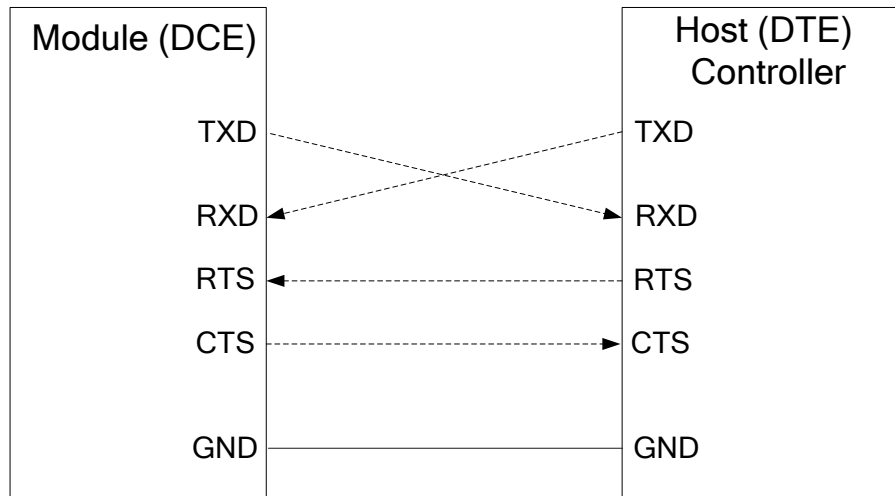 Module (DCE)
TXD
RXD
RTS
CTS
GND
Host (DTE)
Controller
TXD
RXD
RTS
CTS
GND